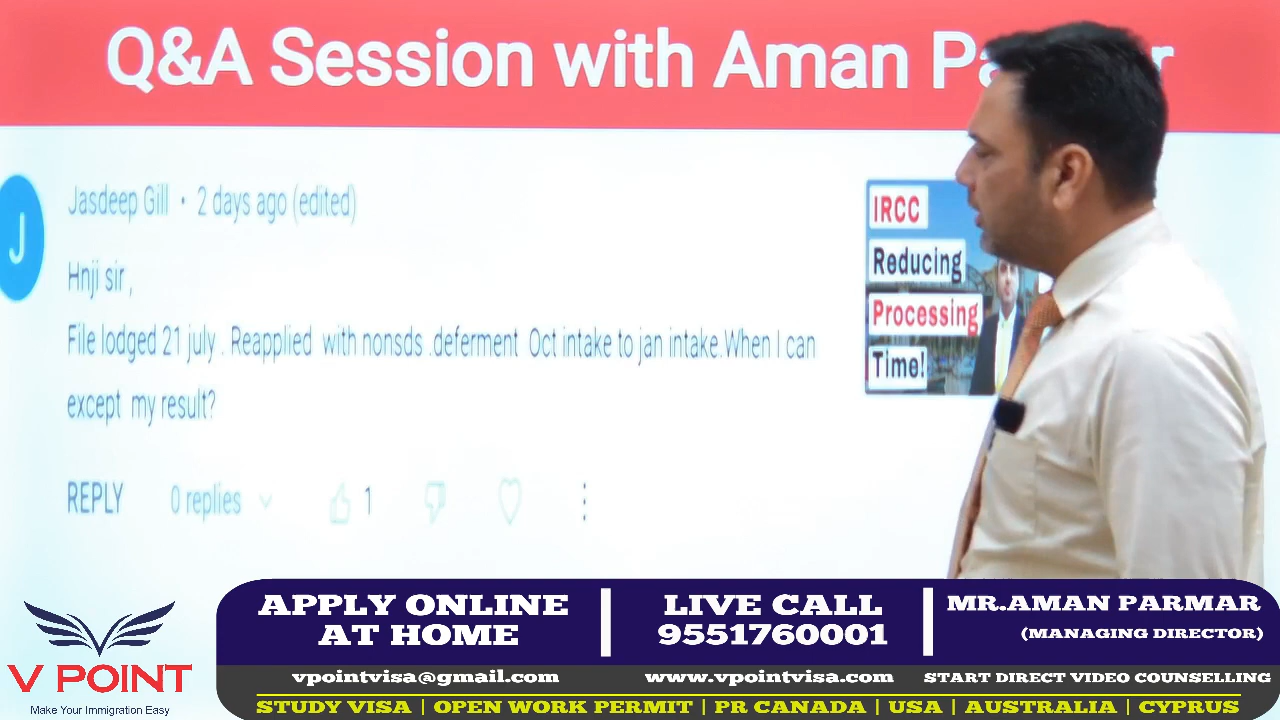 Q&A Session with Aman Pa r
J
Jasdeep Gill • 2 days ago (edited)
Hnji sir ,
File lodged 21 july . Reapplied with nonsds .deferment Oct intake to jan intake.When I can
except my result?
REPLY 0 replies 1
IRCC
Reducing
Processing
Time!
APPLY ONLINE
AT HOME
LIVE CALL
9551760001
MR.AMAN PARMAR
(MANAGING DIRECTOR)
V POINT
Make Your Immigration Easy
vpointvisa@gmail.com
www.vpointvisa.com
START DIRECT VIDEO COUNSELLING
STUDY VISA | OPEN WORK PERMIT | PR CANADA | USA | AUSTRALIA | CYPRUS